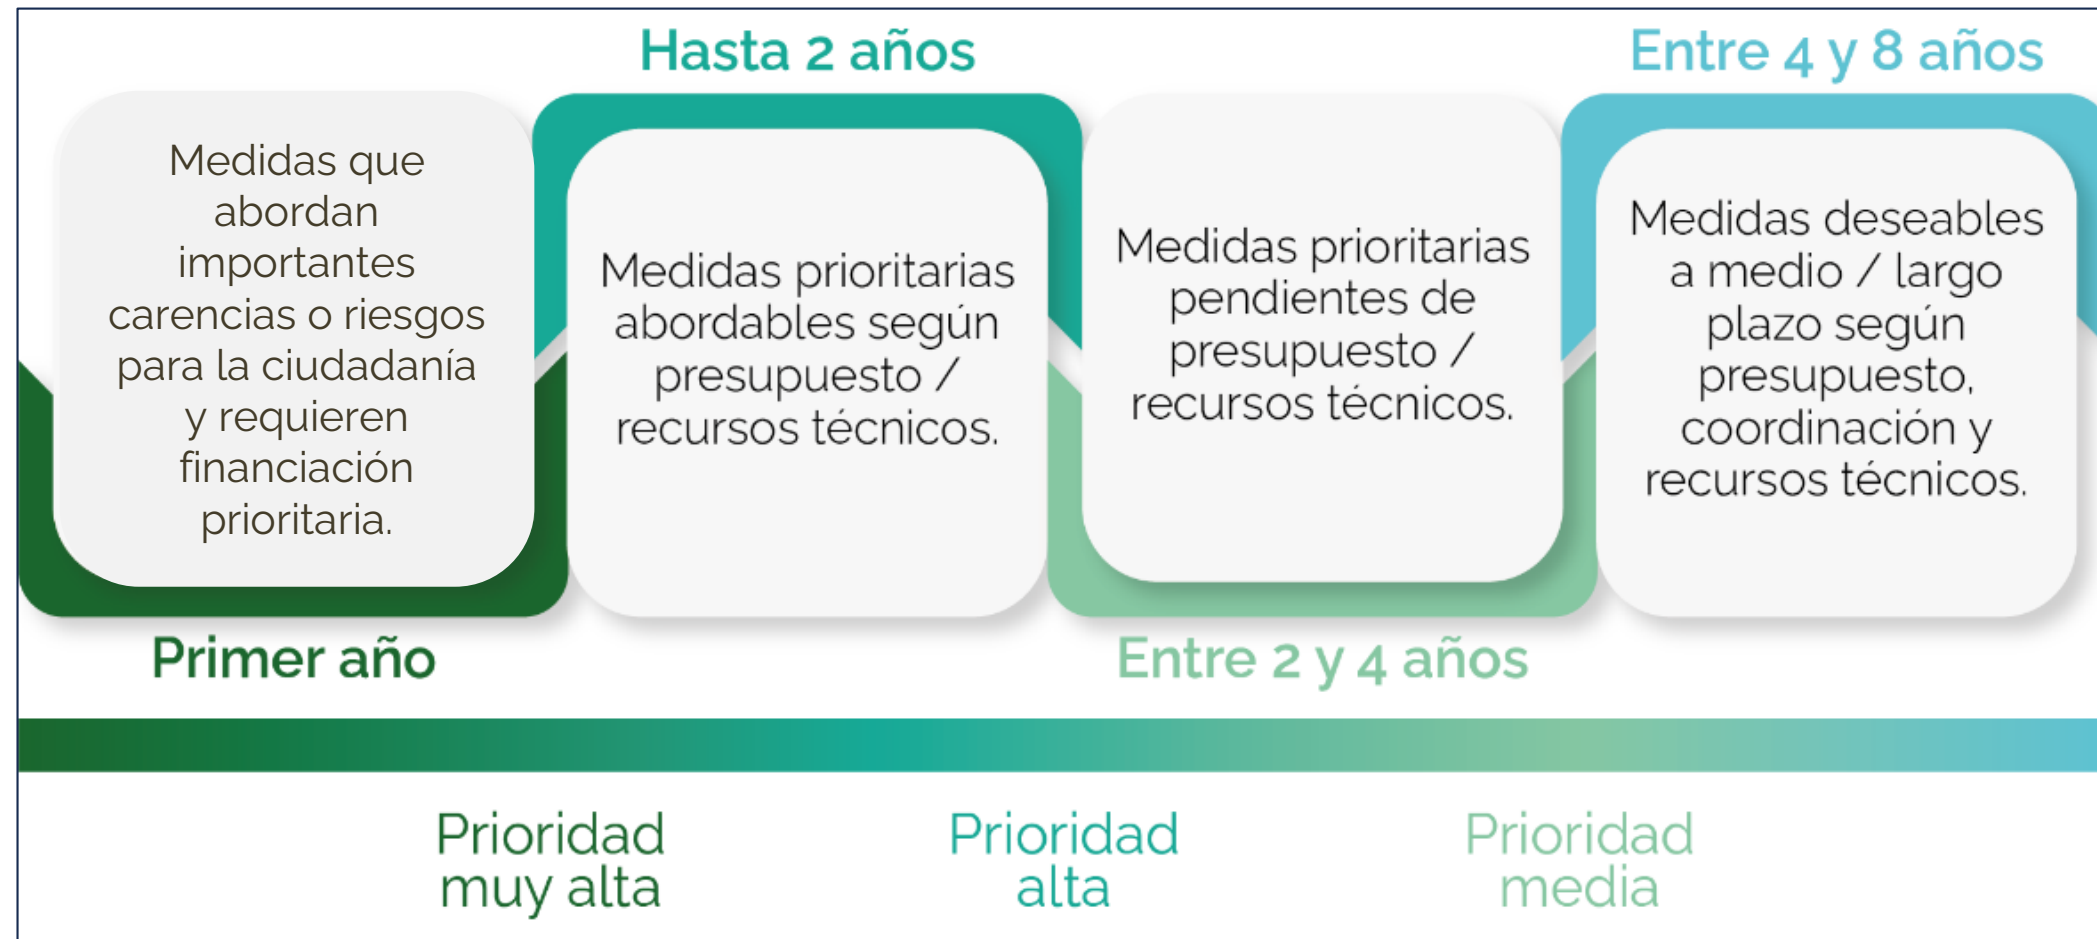 Hasta 2 años
Entre 4 y 8 años
Medidas que
abordan
importantes
carencias o riesgos
para la ciudadanía
y requieren
financiación
prioritaria.
Medidas prioritarias
abordables según
presupuesto /
recursos técnicos.
Medidas prioritarias
pendientes de
presupuesto /
recursos técnicos.
Medidas deseables
a medio / largo
plazo según
presupuesto,
coordinación y
recursos técnicos.
Primer año
Entre 2 y 4 años
Prioridad
muy alta
Prioridad
alta
Prioridad
media